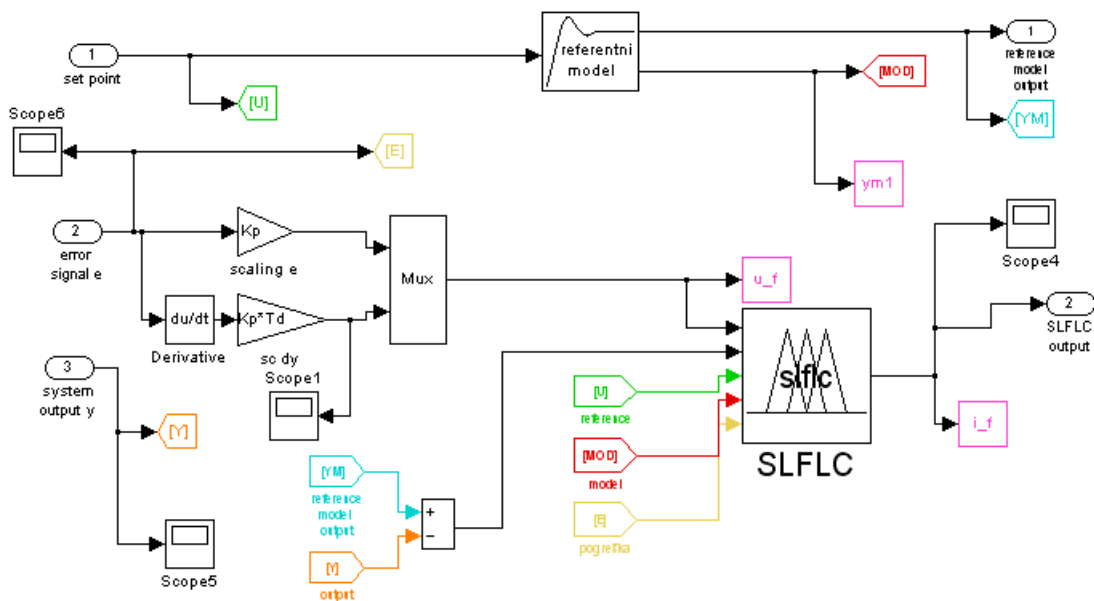 1
set point
[U]
referentni
model
1
reference
model
output
[MOD]
[YM]
Scope6
[E]
ym1
2
error
signal e
Kp
scaling e
Mux
u_f
Scope4
du/dt
Derivative
Kp*Td
sc dy
Scope1
2
SLFLC
output
3
system
output y
[Y]
slflc
SLFLC
[U]
reference
[MOD]
model
[E]
i_f
[YM]
reference
model
output
+
−
[Y]
output
Scope5